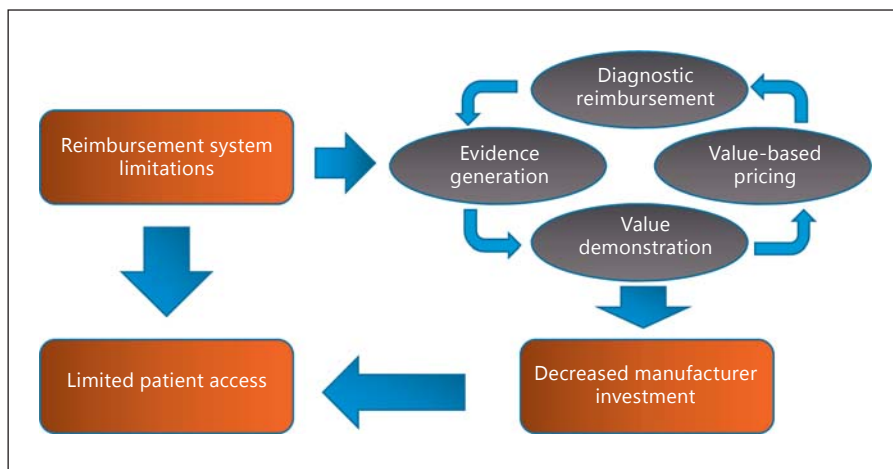 Diagnostic
reimbursement
Reimbursement system
limitations
Evidence
generation
Value-based
pricing
Value
demonstration
Limited patient access
Decreased manufacturer
investment